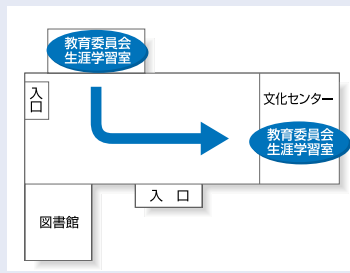 教育委員会
生涯学習室
入口
文化センター
教育委員会
生涯学習室
入 口
図書館